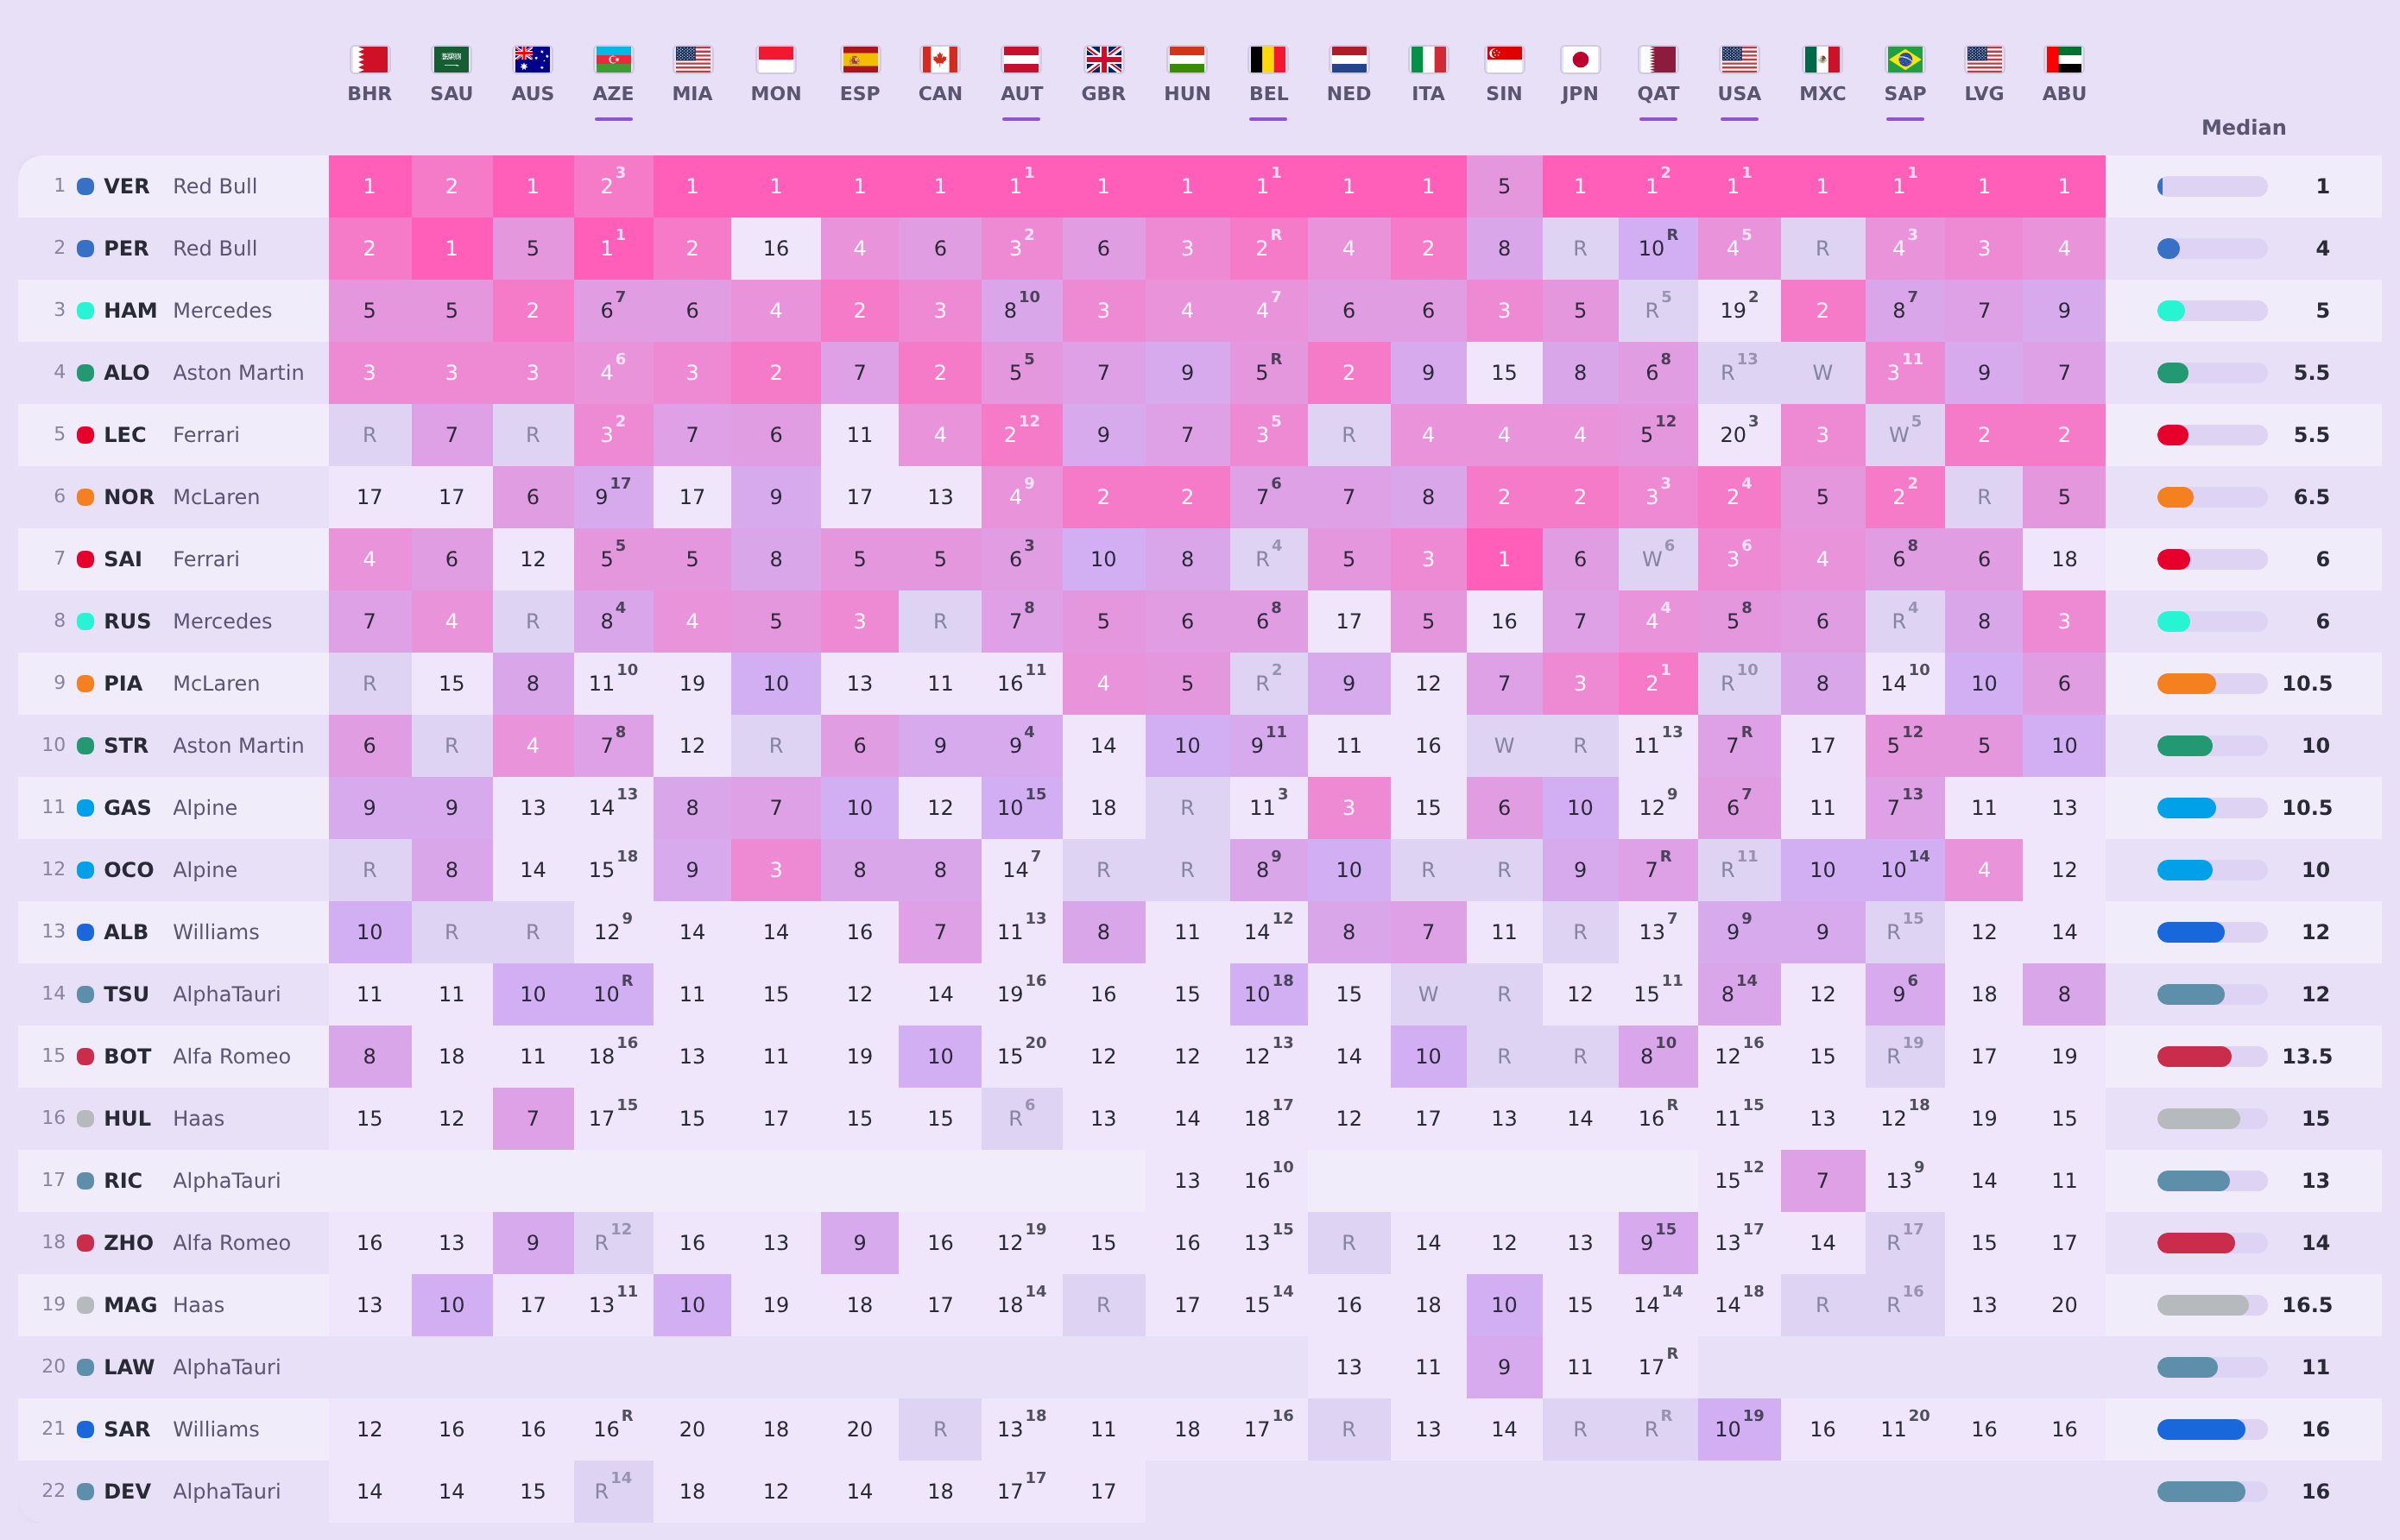 BHR SAU AUS AZE MIA MON ESP CAN AUT GBR HUN BEL NED ITA SIN JPN QAT USA MXC SAP LVG ABU
Median
1 VER Red Bull 1 2 1 2 3 1 1 1 1 1 1 1 1 1 1 1 1 5 1 1 2 1 1 1 1 1 1 1 1
2 PER Red Bull 2 1 5 1 1 2 16 4 6 3 2 6 3 2 R 4 2 8 R 10 R 4 5 R 4 3 3 4 4
3 HAM Mercedes 5 5 2 6 7 6 4 2 3 8 10 3 4 4 7 6 6 3 5 R 5 19 2 2 8 7 7 9 5
4 ALO Aston Martin 3 3 3 4 6 3 2 7 2 5 5 7 9 5 R 2 9 15 8 6 8 R 13 W 3 11 9 7 5.5
5 LEC Ferrari R 7 R 3 2 7 6 11 4 2 12 9 7 3 5 R 4 4 4 5 12 20 3 3 W 5 2 2 5.5
6 NOR McLaren 17 17 6 9 17 17 9 17 13 4 9 2 2 7 6 7 8 2 2 3 3 2 4 5 2 2 R 5 6.5
7 SAI Ferrari 4 6 12 5 5 5 8 5 5 6 3 10 8 R 4 5 3 1 6 W 6 3 6 4 6 8 6 18 6
8 RUS Mercedes 7 4 R 8 4 4 5 3 R 7 8 5 6 6 8 17 5 16 7 4 4 5 8 6 R 4 8 3 6
9 PIA McLaren R 15 8 11 10 19 10 13 11 16 11 4 5 R 2 9 12 7 3 2 1 R 10 8 14 10 10 6 10.5
10 STR Aston Martin 6 R 4 7 8 12 R 6 9 9 4 14 10 9 11 11 16 W R 11 13 7 R 17 5 12 5 10 10
11 GAS Alpine 9 9 13 14 13 8 7 10 12 10 15 18 R 11 3 3 15 6 10 12 9 6 7 11 7 13 11 13 10.5
12 OCO Alpine R 8 14 15 18 9 3 8 8 14 7 R R 8 9 10 R R 9 7 R R 11 10 10 14 4 12 10
13 ALB Williams 10 R R 12 9 14 14 16 7 11 13 8 11 14 12 8 7 11 R 13 7 9 9 9 R 15 12 14 12
14 TSU AlphaTauri 11 11 10 10 R 11 15 12 14 19 16 16 15 10 18 15 W R 12 15 11 8 14 12 9 6 18 8 12
15 BOT Alfa Romeo 8 18 11 18 16 13 11 19 10 15 20 12 12 12 13 14 10 R R 8 10 12 16 15 R 19 17 19 13.5
16 HUL Haas 15 12 7 17 15 15 17 15 15 R 6 13 14 18 17 12 17 13 14 16 R 11 15 13 12 18 19 15 15
17 RIC AlphaTauri 13 16 10 15 12 7 13 9 14 11 13
18 ZHO Alfa Romeo 16 13 9 R 12 16 13 9 16 12 19 15 16 13 15 R 14 12 13 9 15 13 17 14 R 17 15 17 14
19 MAG Haas 13 10 17 13 11 10 19 18 17 18 14 R 17 15 14 16 18 10 15 14 14 14 18 R R 16 13 20 16.5
20 LAW AlphaTauri 13 11 9 11 17 R 11
21 SAR Williams 12 16 16 16 R 20 18 20 R 13 18 11 18 17 16 R 13 14 R R R 10 19 16 11 20 16 16 16
22 DEV AlphaTauri 14 14 15 R 14 18 12 14 18 17 17 17 16